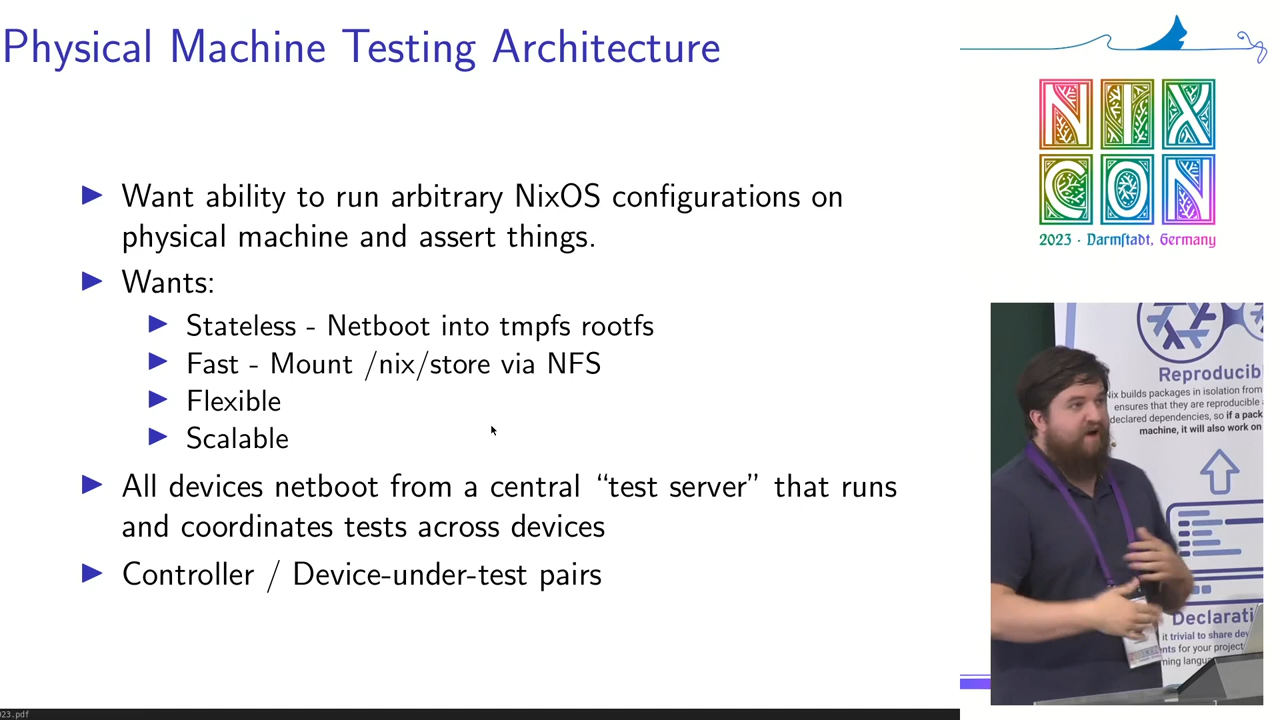 Physical Machine Testing Architecture
Want ability to run arbitrary NixOS configurations on
physical machine and assert things.
Wants:
Stateless - Netboot into tmpfs rootfs
Fast - Mount /nix/store via NFS
Flexible
Scalable
All devices netboot from a central “test server” that runs
and coordinates tests across devices
Controller / Device-under-test pairs
023.pdf
NIX
CON
2023 · Darmſtadt, Germany
Reproducib
Nix builds packages in isolation from
ensures that they are reproducible
declared dependencies, so if a pack
machine, it will also work on
Declarati
it trivial to share dev
for your project